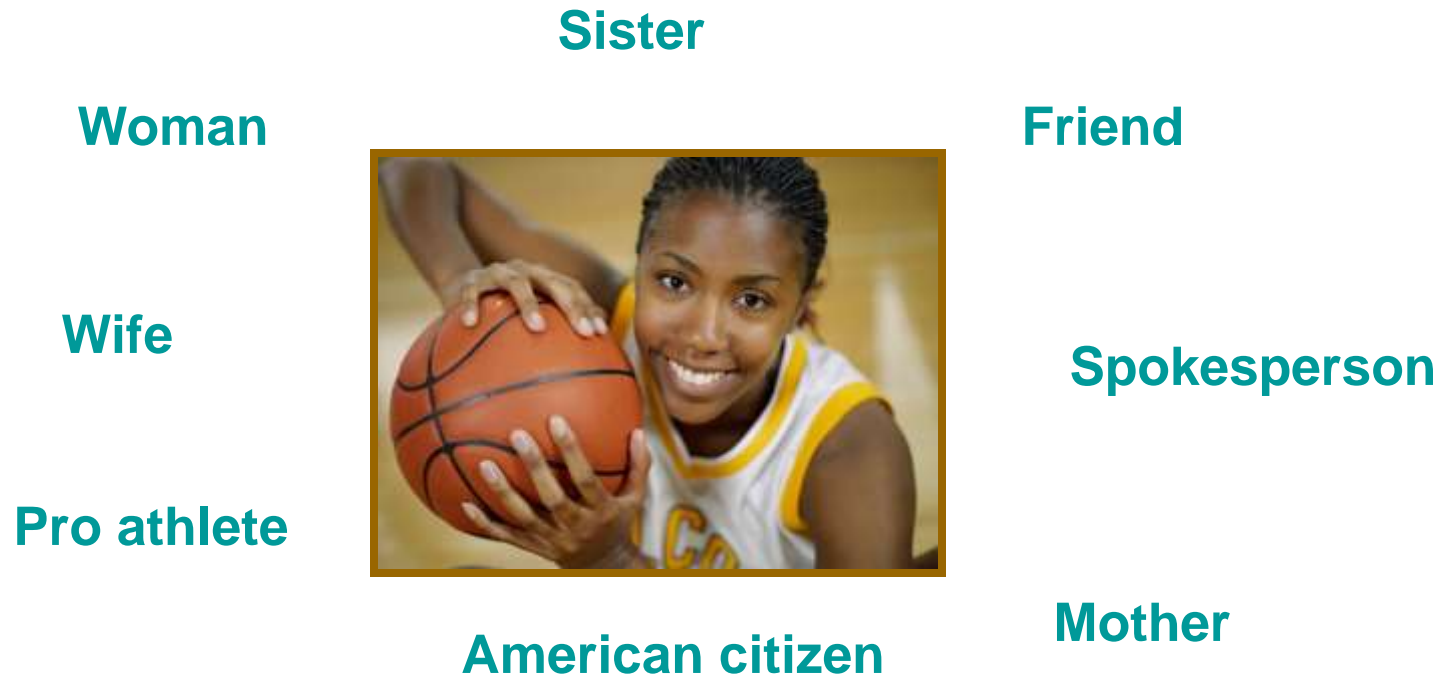 Sister
Woman
Friend
Wife
Spokesperson
Pro athlete
Mother
American citizen